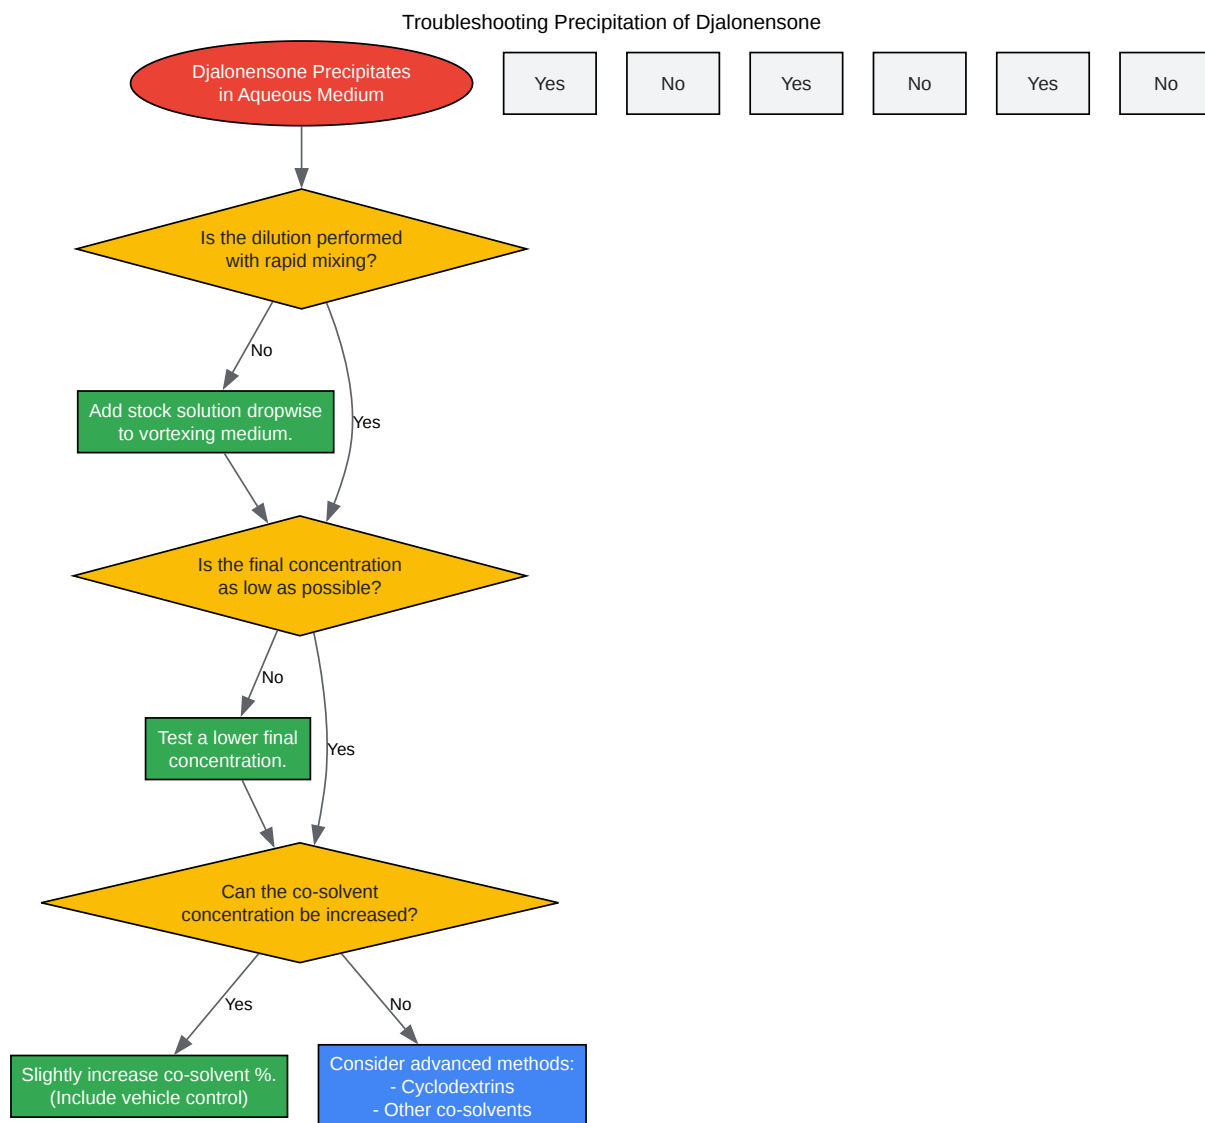 Troubleshooting Precipitation of Djalonensone
Djalonensone Precipitates
in Aqueous Medium
Yes
No
Yes
No
Yes
No
Is the dilution performed
with rapid mixing?
No
Add stock solution dropwise
to vortexing medium.
Yes
Is the final concentration
as low as possible?
No
Test a lower final
concentration.
Yes
Can the co-solvent
concentration be increased?
Yes
No
Slightly increase co-solvent %.
(Include vehicle control)
Consider advanced methods:
- Cyclodextrins
- Other co-solvents